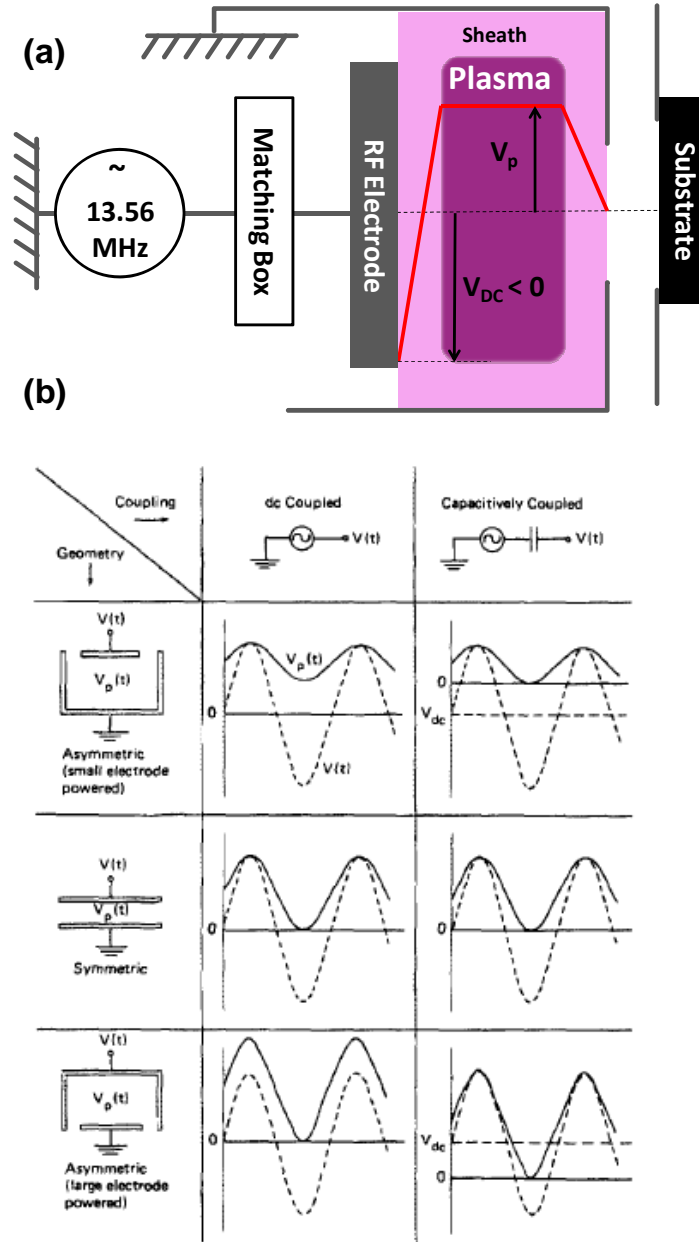 (a)
Sheath
Plasma
~
13.56
MHz
Matching Box
RF Electrode
Vp
VDC < 0
Substrate
(b)
Coupling
Geometry
dc Coupled
V(t)
Capacitively Coupled
V(t)
V(t)
Vp(t)
Asymmetric
(small electrode
powered)
Vp(t)
0
V(t)
0
Vdc
V(t)
Vp(t)
Symmetric
0
0
V(t)
Vp(t)
Asymmetric
(large electrode
powered)
0
Vdc
0